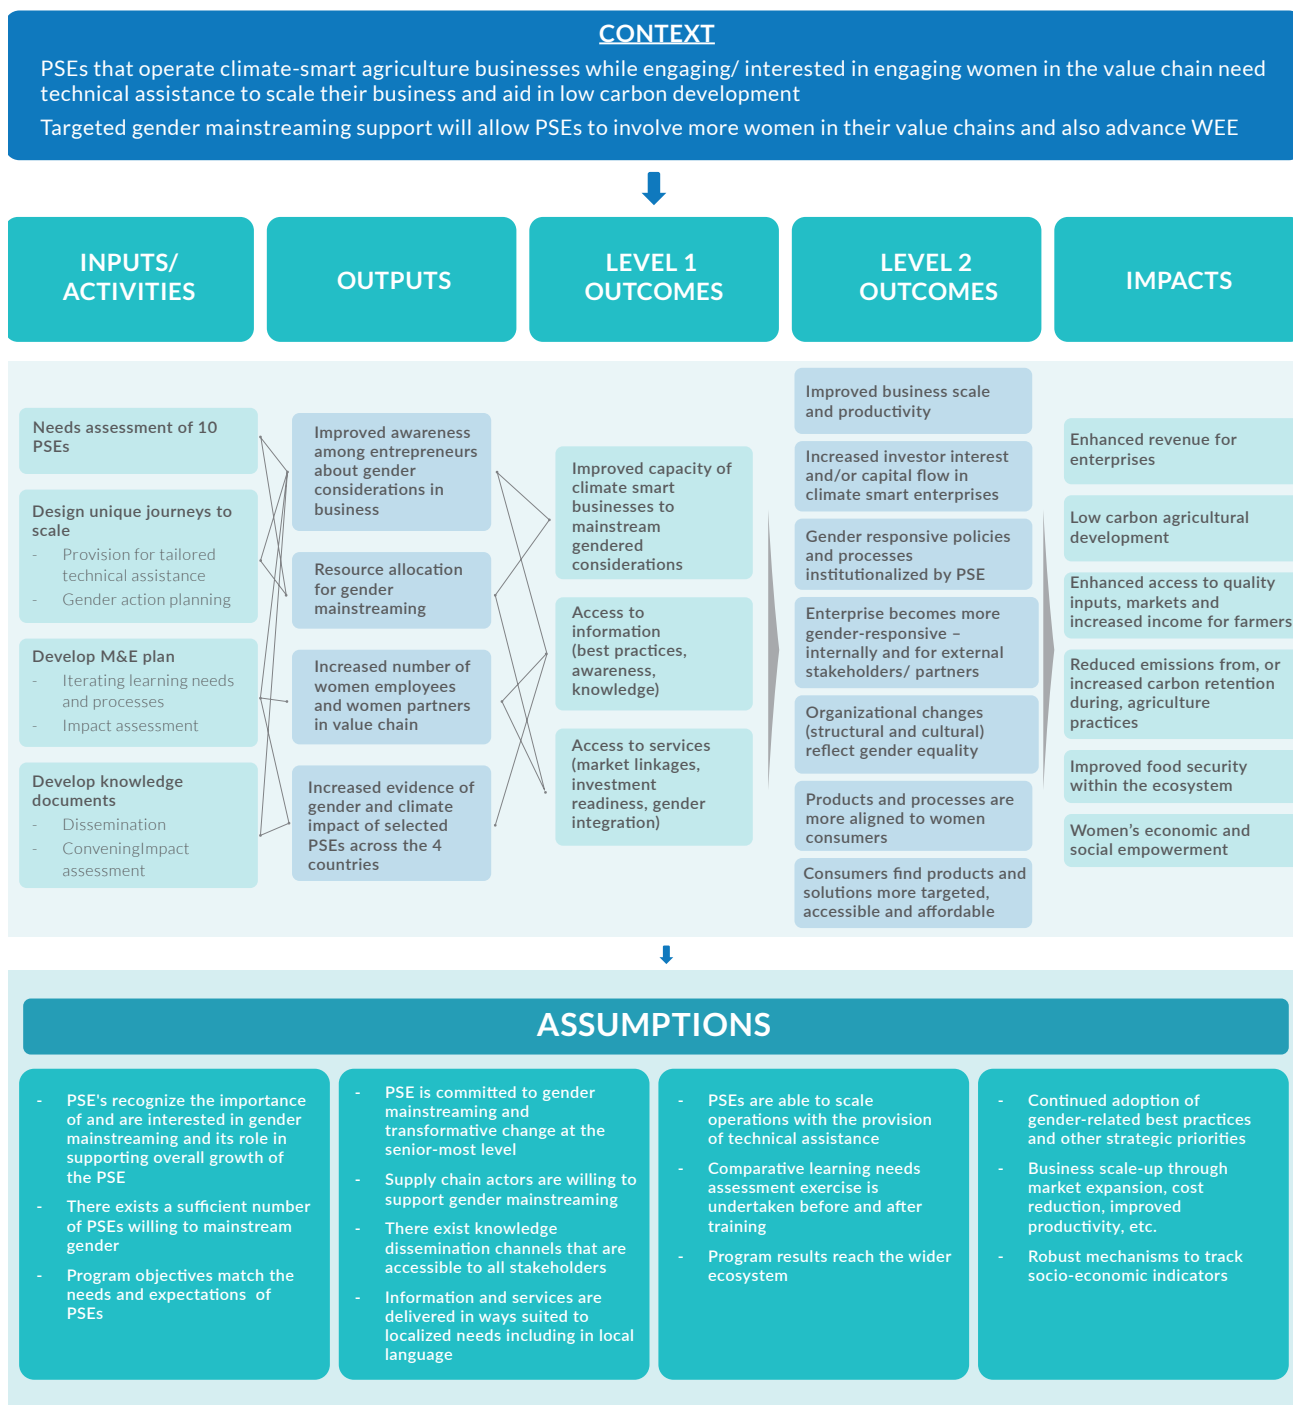 CONTEXT
PSEs that operate climate-smart agriculture businesses while engaging/ interested in engaging women in the value chain need
technical assistance to scale their business and aid in low carbon development
Targeted gender mainstreaming support will allow PSEs to involve more women in their value chains and also advance WEE
INPUTS/
ACTIVITIES
OUTPUTS
LEVEL 1
OUTCOMES
LEVEL 2
OUTCOMES
IMPACTS
Needs assessment of 10
PSEs
Design unique journeys to
scale
- Provision for tailored
technical assistance
- Gender action planning
Develop M&E plan
- Iterating learning needs
and processes
- Impact assessment
Develop knowledge
documents
- Dissemination
- ConveningImpact
assessment
Improved awareness
among entrepreneurs
about gender
considerations in
business
Resource allocation
for gender
mainstreaming
Increased number of
women employees
and women partners
in value chain
Increased evidence of
gender and climate
impact of selected
PSEs across the 4
countries
Improved capacity of
climate smart
businesses to
mainstream
gendered
considerations
Access to
information
(best practices,
awareness,
knowledge)
Access to services
(market linkages,
investment
readiness, gender
integration)
Improved business scale
and productivity
Increased investor interest
and/or capital flow in
climate smart enterprises
Gender responsive policies
and processes
institutionalized by PSE
Enterprise becomes more
gender-responsive –
internally and for external
stakeholders/ partners
Organizational changes
(structural and cultural)
reflect gender equality
Products and processes are
more aligned to women
consumers
Consumers find products and
solutions more targeted,
accessible and affordable
Enhanced revenue for
enterprises
Low carbon agricultural
development
Enhanced access to quality
inputs, markets and
increased income for farmers
Reduced emissions from, or
increased carbon retention
during, agriculture
practices
Improved food security
within the ecosystem
Women's economic and
social empowerment
ASSUMPTIONS
- PSE's recognize the importance
of and are interested in gender
mainstreaming and its role in
supporting overall growth of
the PSE
- There exists a sufficient number
of PSEs willing to mainstream
gender
- Program objectives match the
needs and expectations of
PSEs
- PSE is committed to gender
mainstreaming and
transformative change at the
senior-most level
- Supply chain actors are willing to
support gender mainstreaming
- There exist knowledge
dissemination channels that are
accessible to all stakeholders
- Information and services are
delivered in ways suited to
localized needs including in local
language
- PSEs are able to scale
operations with the provision
of technical assistance
- Comparative learning needs
assessment exercise is
undertaken before and after
training
- Program results reach the wider
ecosystem
- Continued adoption of
gender-related best practices
and other strategic priorities
- Business scale-up through
market expansion, cost
reduction, improved
productivity, etc.
- Robust mechanisms to track
socio-economic indicators